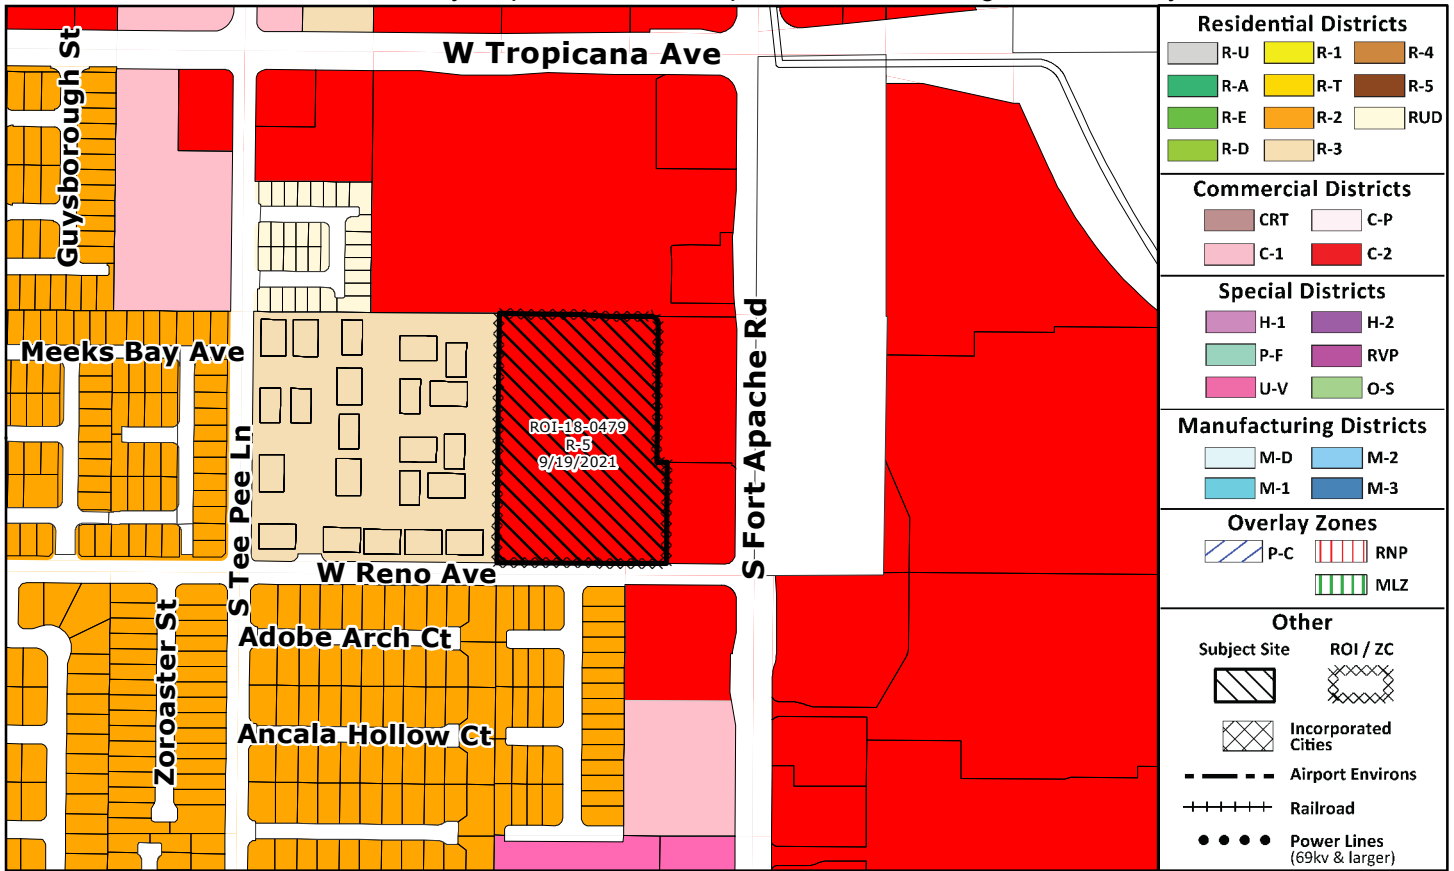 W Tropicana Ave
Guysborough St
Meeks Bay Ave
S Tee Pee Ln
ROI-18-0479
R-5
9/19/2021
S Fort Apache Rd
W Reno Ave
Zoroaster St
Adobe Arch Ct
Ancala Hollow Ct
Residential Districts
R-U
R-1
R-4
R-A
R-T
R-5
R-E
R-2
RUD
R-D
R-3
Commercial Districts
CRT
C-P
C-1
C-2
Special Districts
H-1
H-2
P-F
RVP
U-V
O-S
Manufacturing Districts
M-D
M-2
M-1
M-3
Overlay Zones
P-C
RNP
MLZ
Other
Subject Site
ROI / ZC
Incorporated
Cities
Airport Environs
Railroad
Power Lines
(69kv & larger)